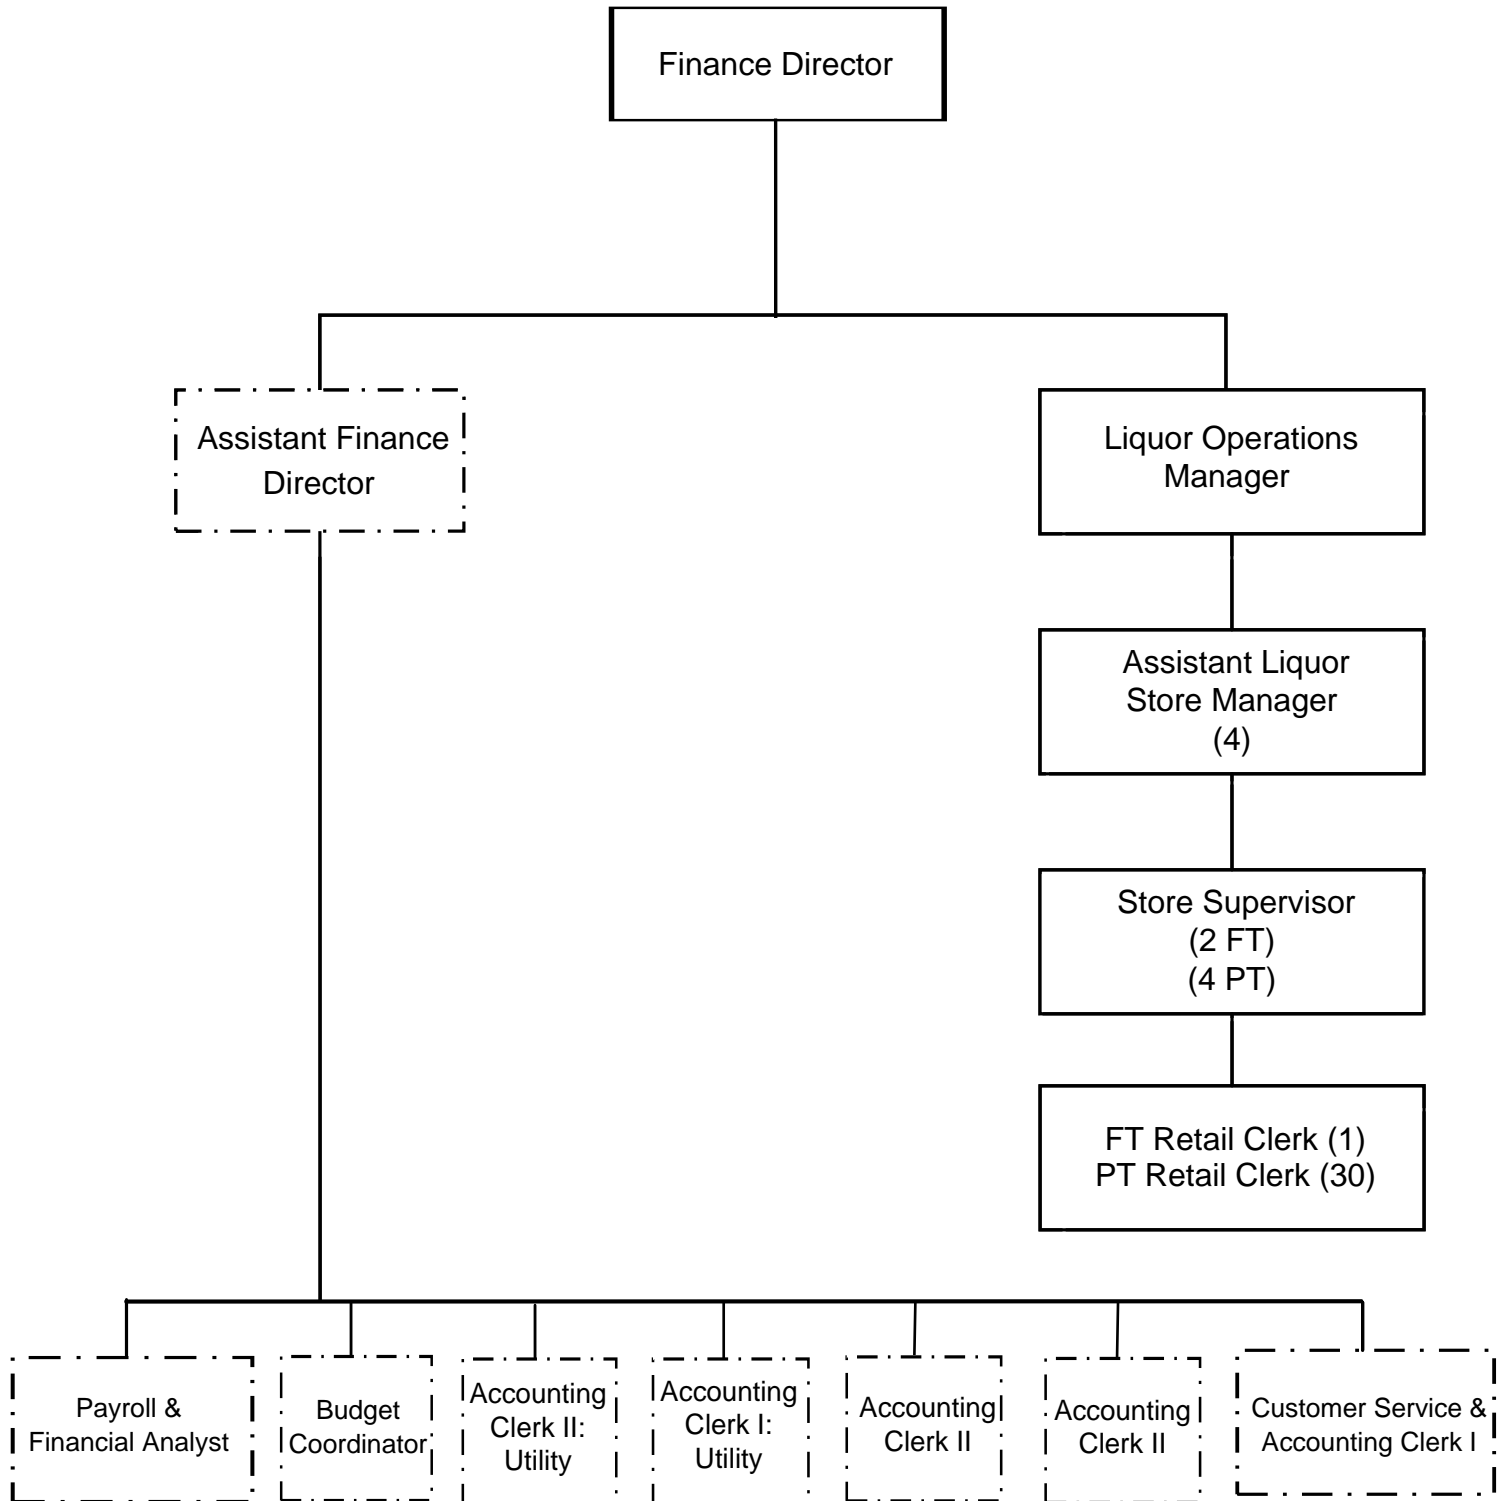 Finance Director
Assistant Finance
Director
Liquor Operations
Manager
Assistant Liquor
Store Manager
(4)
Store Supervisor
(2 FT)
(4 PT)
FT Retail Clerk (1)
PT Retail Clerk (30)
Payroll &
Financial Analyst
Budget
Coordinator
Accounting
Clerk II:
Utility
Accounting
Clerk I:
Utility
Accounting
Clerk II
Accounting
Clerk II
Customer Service &
Accounting Clerk I